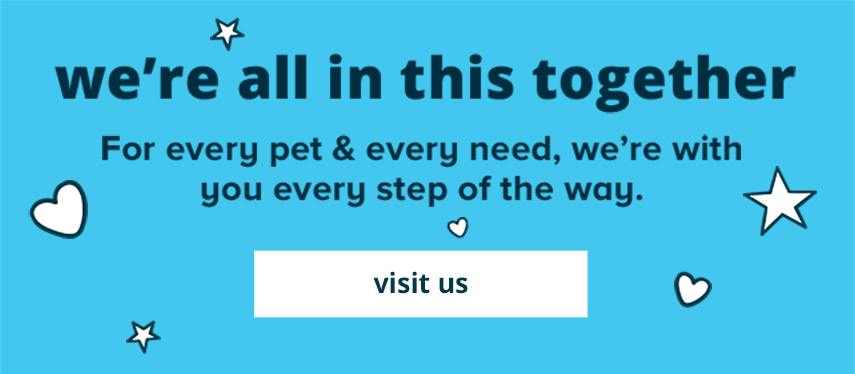 we're all in this together
For every pet & every need, we're with
you every step of the way.
visit us